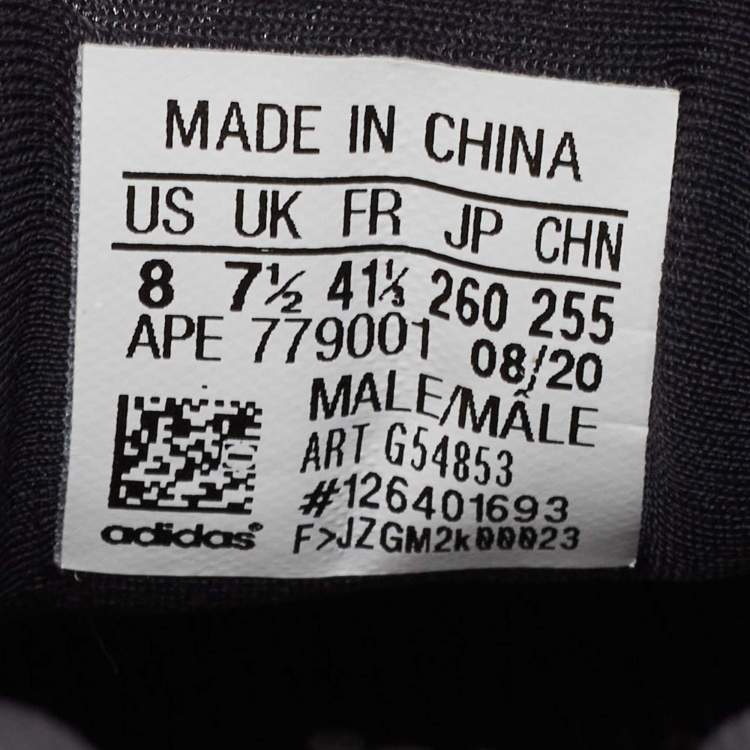 MADE IN CHINA
US UK FR JP CHN
8 7½ 41⅓ 260 255
APE 779001 08/20
MALE/MÂLE
ART G54853
#126401693
adidas® F>JZGM2k00023